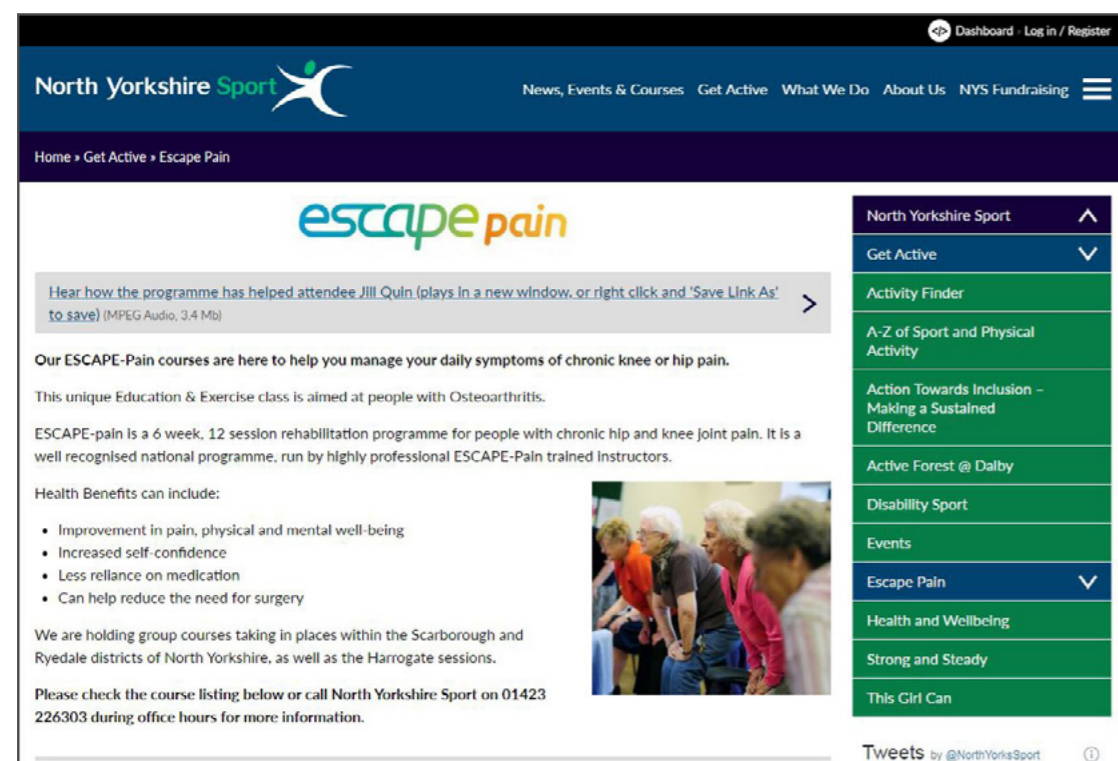 Dashboard · Log in / Register
North Yorkshire Sport
News, Events & Courses Get Active What We Do About Us NYS Fundraising
Home » Get Active » Escape Pain
escape pain
Hear how the programme has helped attendee Jill Quin (plays in a new window, or right click and 'Save Link As'
to save) (MPEG Audio, 3.4 Mb)
Our ESCAPE-Pain courses are here to help you manage your daily symptoms of chronic knee or hip pain.
This unique Education & Exercise class is aimed at people with Osteoarthritis.
ESCAPE-pain is a 6 week, 12 session rehabilitation programme for people with chronic hip and knee joint pain. It is a
well recognised national programme, run by highly professional ESCAPE-Pain trained instructors.
Health Benefits can include:
• Improvement in pain, physical and mental well-being
• Increased self-confidence
• Less reliance on medication
• Can help reduce the need for surgery
We are holding group courses taking in places within the Scarborough and
Ryedale districts of North Yorkshire, as well as the Harrogate sessions.
Please check the course listing below or call North Yorkshire Sport on 01423
226303 during office hours for more information.
North Yorkshire Sport
Get Active
Activity Finder
A-Z of Sport and Physical
Activity
Action Towards Inclusion –
Making a Sustained
Difference
Active Forest @ Dalby
Disability Sport
Events
Escape Pain
Health and Wellbeing
Strong and Steady
This Girl Can
Tweets by @NorthYorksSport